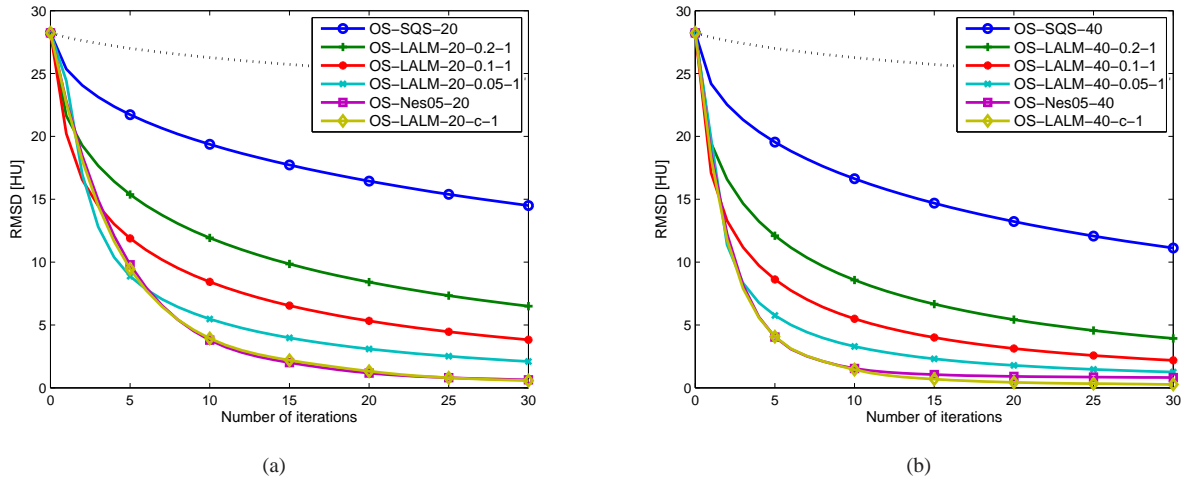 30
25
20
15
10
5
0
RMSD [HU]
0 5 10 15 20 25 30
Number of iterations
OS-SQS-20
OS-LALM-20-0.2-1
OS-LALM-20-0.1-1
OS-LALM-20-0.05-1
OS-Nes05-20
OS-LALM-20-c-1
(a)
30
25
20
15
10
5
0
RMSD [HU]
0 5 10 15 20 25 30
Number of iterations
OS-SQS-40
OS-LALM-40-0.2-1
OS-LALM-40-0.1-1
OS-LALM-40-0.05-1
OS-Nes05-40
OS-LALM-40-c-1
(b)